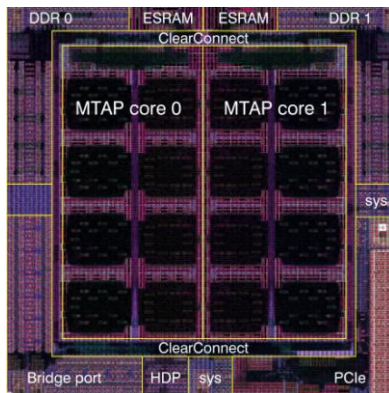 DDR 0 ESRAM ESRAM DDR 1
ClearConnect
MTAP core 0 MTAP core 1
sys
ClearConnect
Bridge port HDP sys PCIe